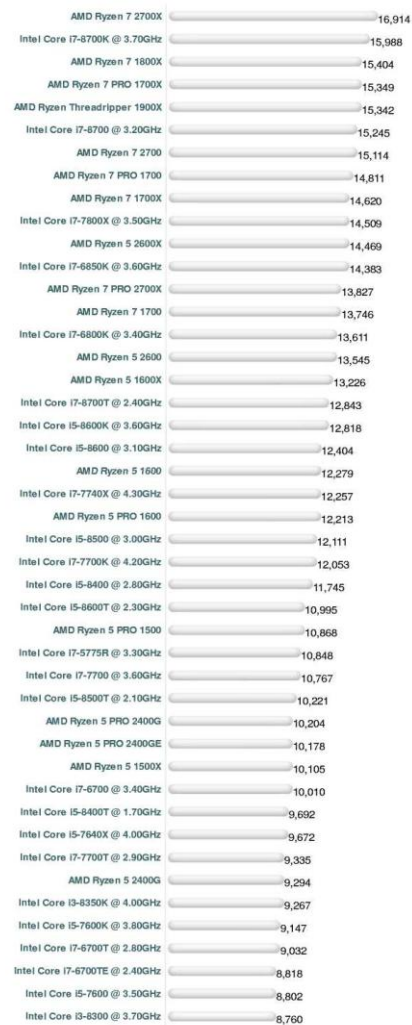 AMD Ryzen 7 2700X 16,914
Intel Core i7-8700K @ 3.70GHz 15,988
AMD Ryzen 7 1800X 15,404
AMD Ryzen 7 PRO 1700X 15,349
AMD Ryzen Threadripper 1900X 15,342
Intel Core i7-8700 @ 3.20GHz 15,245
AMD Ryzen 7 2700 15,114
AMD Ryzen 7 PRO 1700 14,811
AMD Ryzen 7 1700X 14,620
Intel Core i7-7800X @ 3.50GHz 14,509
AMD Ryzen 5 2600X 14,469
Intel Core i7-6850K @ 3.60GHz 14,383
AMD Ryzen 7 PRO 2700X 13,827
AMD Ryzen 7 1700 13,746
Intel Core i7-6800K @ 3.40GHz 13,611
AMD Ryzen 5 2600 13,545
AMD Ryzen 5 1600X 13,226
Intel Core i7-8700T @ 2.40GHz 12,843
Intel Core i5-8600K @ 3.60GHz 12,818
Intel Core i5-8600 @ 3.10GHz 12,404
AMD Ryzen 5 1600 12,279
Intel Core i7-7740X @ 4.30GHz 12,257
AMD Ryzen 5 PRO 1600 12,213
Intel Core i5-8500 @ 3.00GHz 12,111
Intel Core i7-7700K @ 4.20GHz 12,053
Intel Core i5-8400 @ 2.80GHz 11,745
Intel Core i5-8600T @ 2.30GHz 10,995
AMD Ryzen 5 PRO 1500 10,868
Intel Core i7-5775R @ 3.30GHz 10,848
Intel Core i7-7700 @ 3.60GHz 10,767
Intel Core i5-8500T @ 2.10GHz 10,221
AMD Ryzen 5 PRO 2400G 10,204
AMD Ryzen 5 PRO 2400GE 10,178
AMD Ryzen 5 1500X 10,105
Intel Core i7-6700 @ 3.40GHz 10,010
Intel Core i5-8400T @ 1.70GHz 9,692
Intel Core i5-7640X @ 4.00GHz 9,672
Intel Core i7-7700T @ 2.90GHz 9,335
AMD Ryzen 5 2400G 9,294
Intel Core i3-8350K @ 4.00GHz 9,267
Intel Core i5-7600K @ 3.80GHz 9,147
Intel Core i7-6700T @ 2.80GHz 9,032
Intel Core i7-6700TE @ 2.40GHz 8,818
Intel Core i5-7600 @ 3.50GHz 8,802
Intel Core i3-8300 @ 3.70GHz 8,760